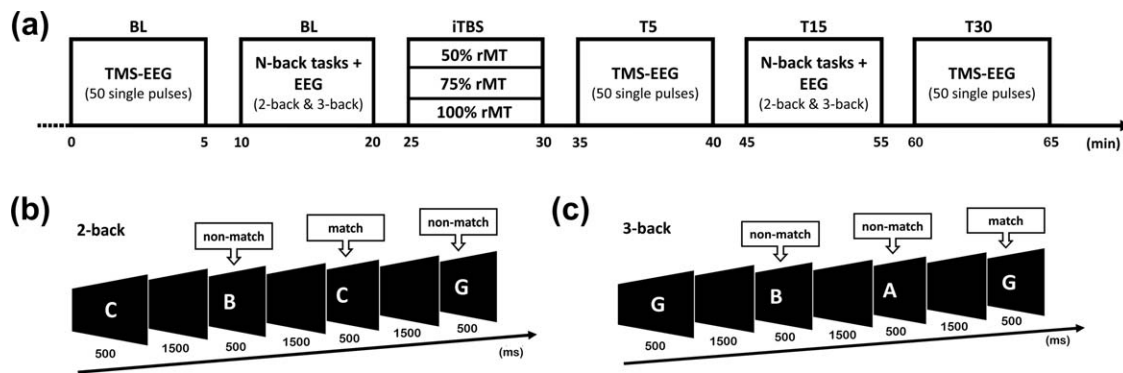 (a)
BL BL iTBS T5 T15 T30
TMS-EEG
(50 single pulses)
N-back tasks +
EEG
(2-back & 3-back)
50% rMT
75% rMT
100% rMT
TMS-EEG
(50 single pulses)
N-back tasks +
EEG
(2-back & 3-back)
TMS-EEG
(50 single pulses)
0 5 10 20 25 30 35 40 45 55 60 65 (min)
(b)
2-back
non-match
match
non-match
C B C G
500 1500 500 1500 500 1500 500
(ms)
(c)
3-back
non-match
non-match
match
G B A G
500 1500 500 1500 500 1500 500
(ms)